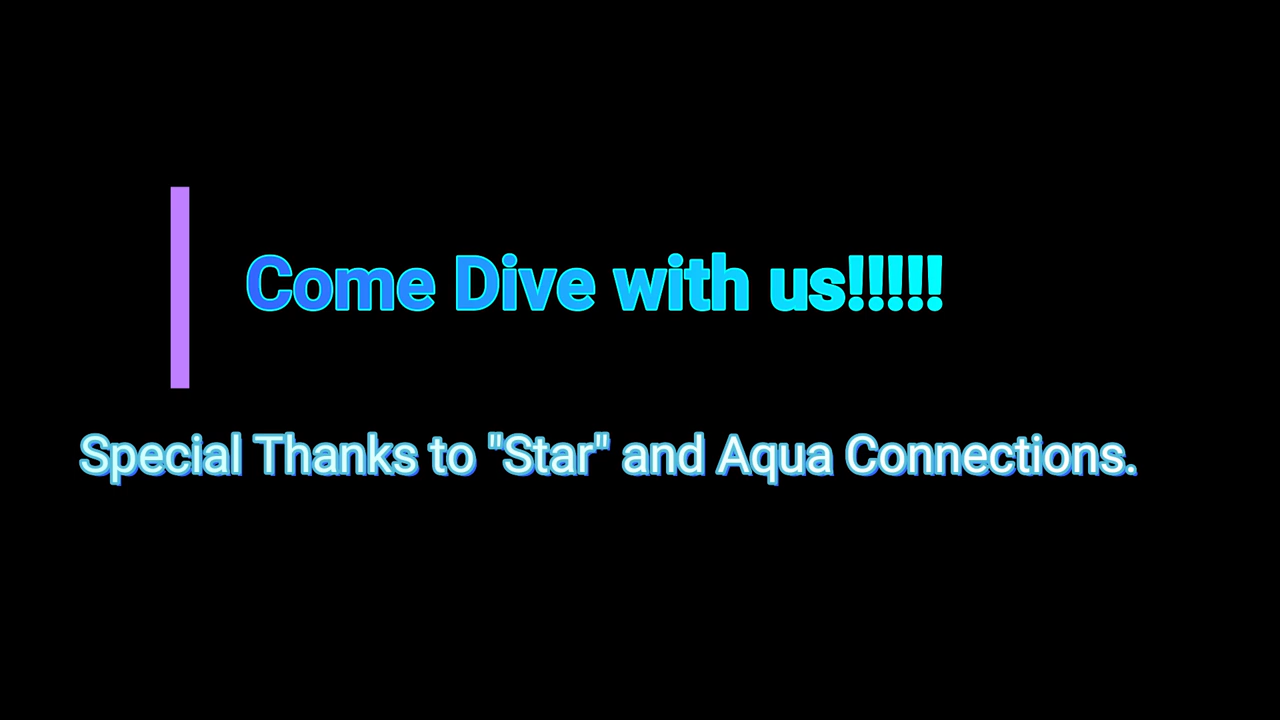 Come Dive with us!!!!!
Special Thanks to "Star" and Aqua Connections.